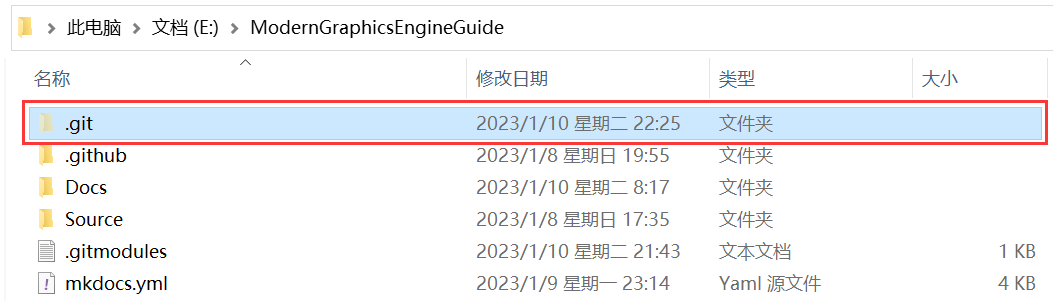 此电脑 > 文档 (E:) > ModernGraphicsEngineGuide
名称 修改日期 类型 大小
.git 2023/1/10 星期二 22:25 文件夹
.github 2023/1/8 星期日 19:55 文件夹
Docs 2023/1/10 星期二 8:17 文件夹
Source 2023/1/8 星期日 17:35 文件夹
.gitmodules 2023/1/10 星期二 21:43 文本文档 1 KB
mkdocs.yml 2023/1/9 星期一 23:14 Yaml 源文件 4 KB